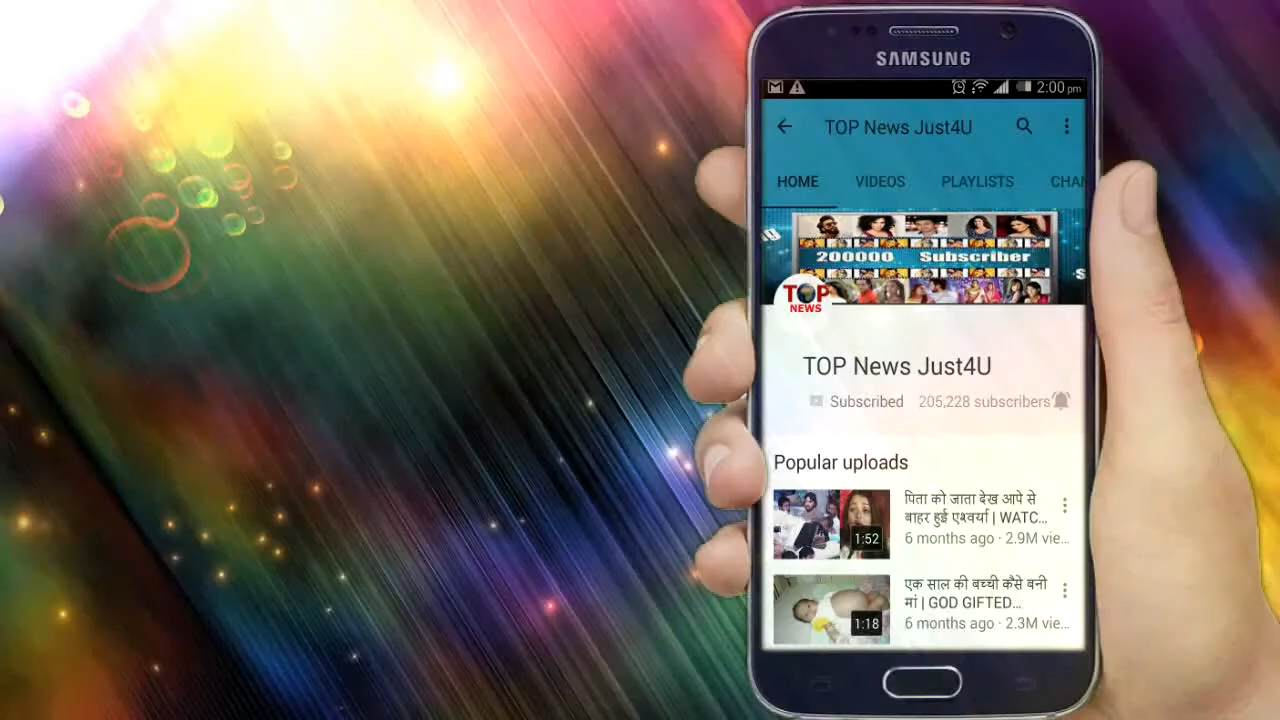 SAMSUNG
2:00 pm
TOP News Just4U
HOME VIDEOS PLAYLISTS CHAN
200000 Subscriber
TOP
NEWS
TOP News Just4U
Subscribed 205,228 subscribers
Popular uploads
पिता को जाता देख आपे से
बाहर हुई एश्वर्या | WATC...
6 months ago · 2.9M vie...
1:52
एक साल की बच्ची कैसे बनी
मां | GOD GIFTED...
6 months ago · 2.3M vie...
1:18